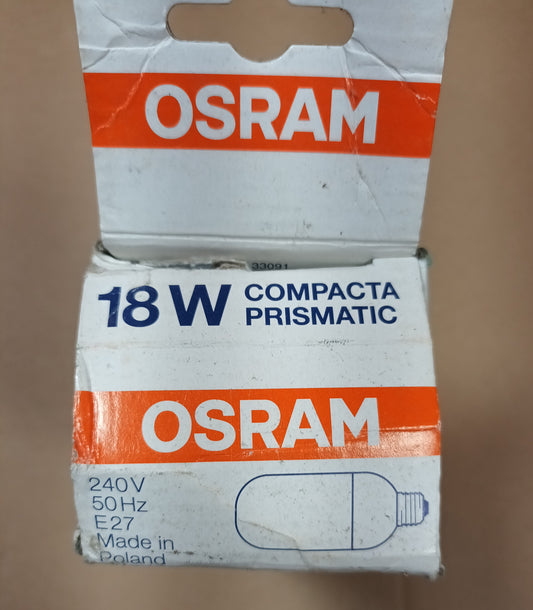 OSRAM
33091
18 W COMPACTA
PRISMATIC
OSRAM
240V
50Hz
E27
Made in
Poland